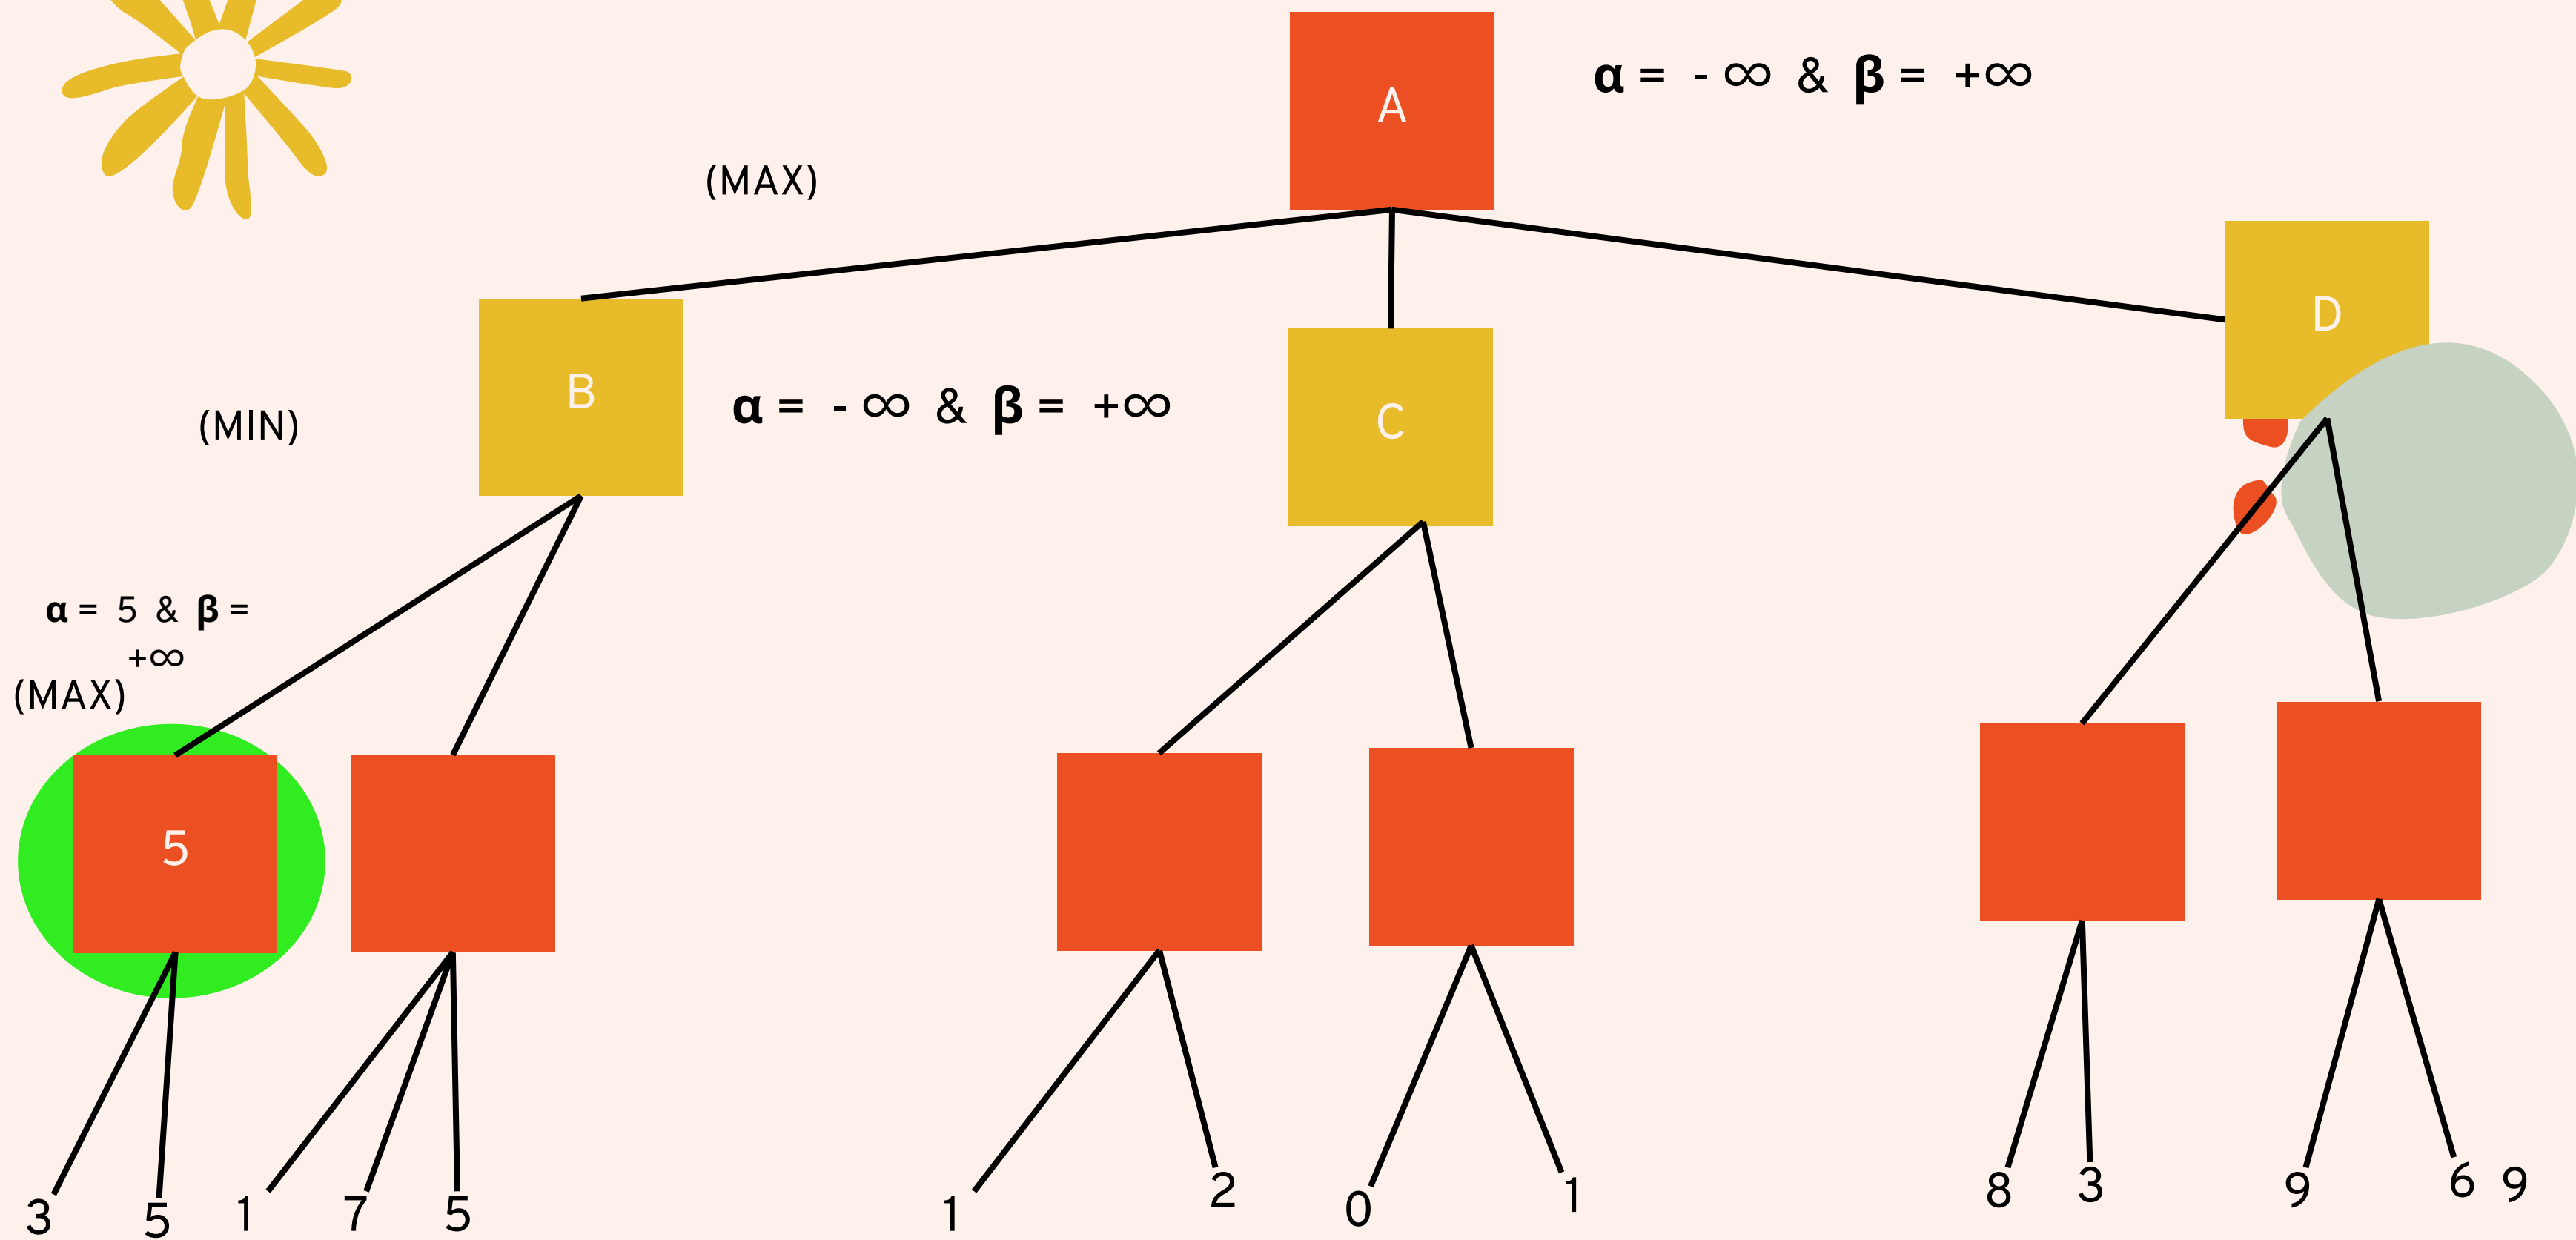 A
α = - ∞ & β = +∞
(MAX)
D
B
α = - ∞ & β = +∞
C
(MIN)
α = 5 & β =
+∞
(MAX)
5
3 5 1 7 5 1 2 0 1 8 3 9 6 9